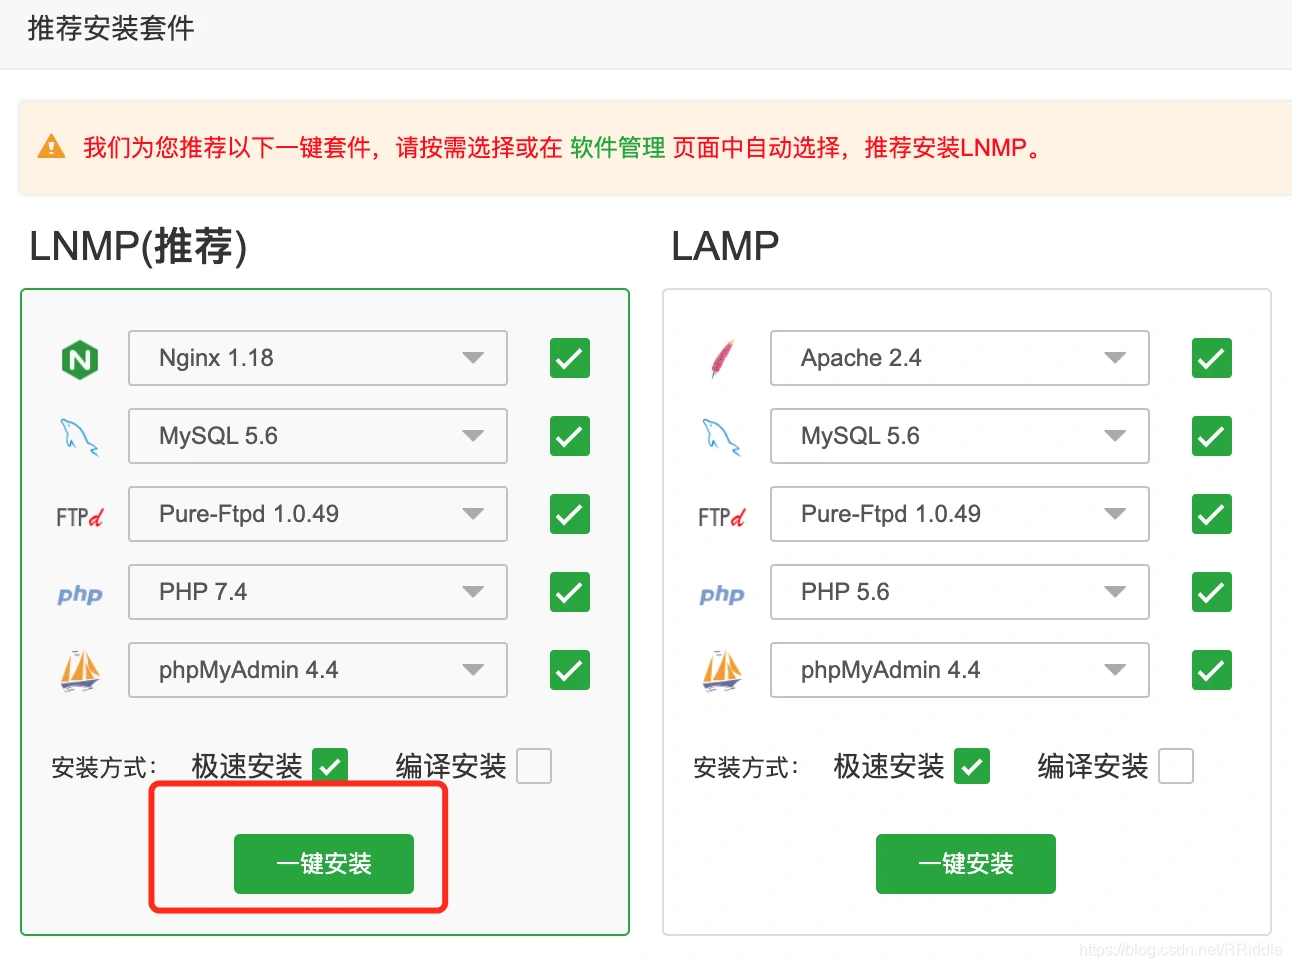 推荐安装套件
我们为您推荐以下一键套件，请按需选择或在 软件管理 页面中自动选择，推荐安装LNMP。
LNMP(推荐)
N
Nginx 1.18
MySQL 5.6
FTPd
Pure-Ftpd 1.0.49
php
PHP 7.4
phpMyAdmin 4.4
安装方式： 极速安装 编译安装
一键安装
LAMP
Apache 2.4
MySQL 5.6
FTPd
Pure-Ftpd 1.0.49
php
PHP 5.6
phpMyAdmin 4.4
安装方式： 极速安装 编译安装
一键安装
https://blog.csdn.net/RRiddle